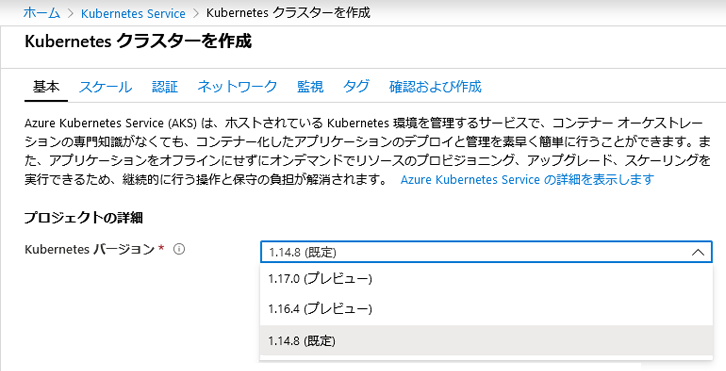 ホーム > Kubernetes Service > Kubernetes クラスターを作成
Kubernetes クラスターを作成
基本 スケール 認証 ネットワーク 監視 タグ 確認および作成
Azure Kubernetes Service (AKS) は、ホストされている Kubernetes 環境を管理するサービスで、コンテナー オーケストレー
ションの専門知識がなくても、コンテナー化したアプリケーションのデプロイと管理を素早く簡単に行うことができます。ま
た、アプリケーションをオフラインにせずにオンデマンドでリソースのプロビジョニング、アップグレード、スケーリングを
実行できるため、継続的に行う操作と保守の負担が解消されます。 Azure Kubernetes Service の詳細を表示します
プロジェクトの詳細
Kubernetes バージョン *
1.14.8 (既定)
1.17.0 (プレビュー)
1.16.4 (プレビュー)
1.14.8 (既定)